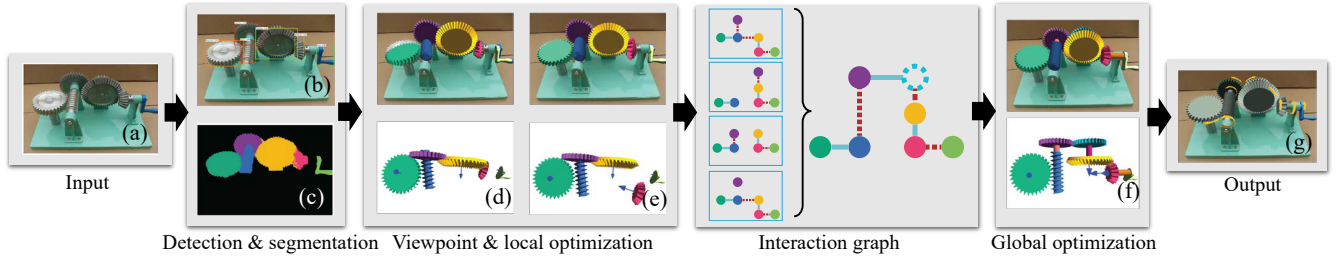 (a)
Input
(b)
(c)
Detection & segmentation
(d)
(e)
Viewpoint & local optimization
Interaction graph
(f)
Global optimization
(g)
Output